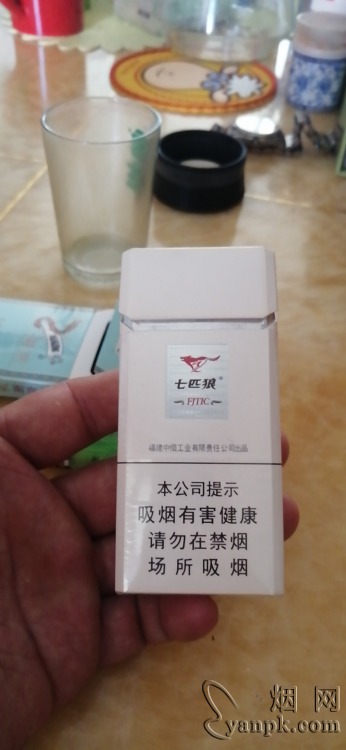 七匹狼®
FJTIC
福建中烟工业有限责任公司出品
本公司提示
吸烟有害健康
请勿在禁烟
场所吸烟
烟网
yanpk.com